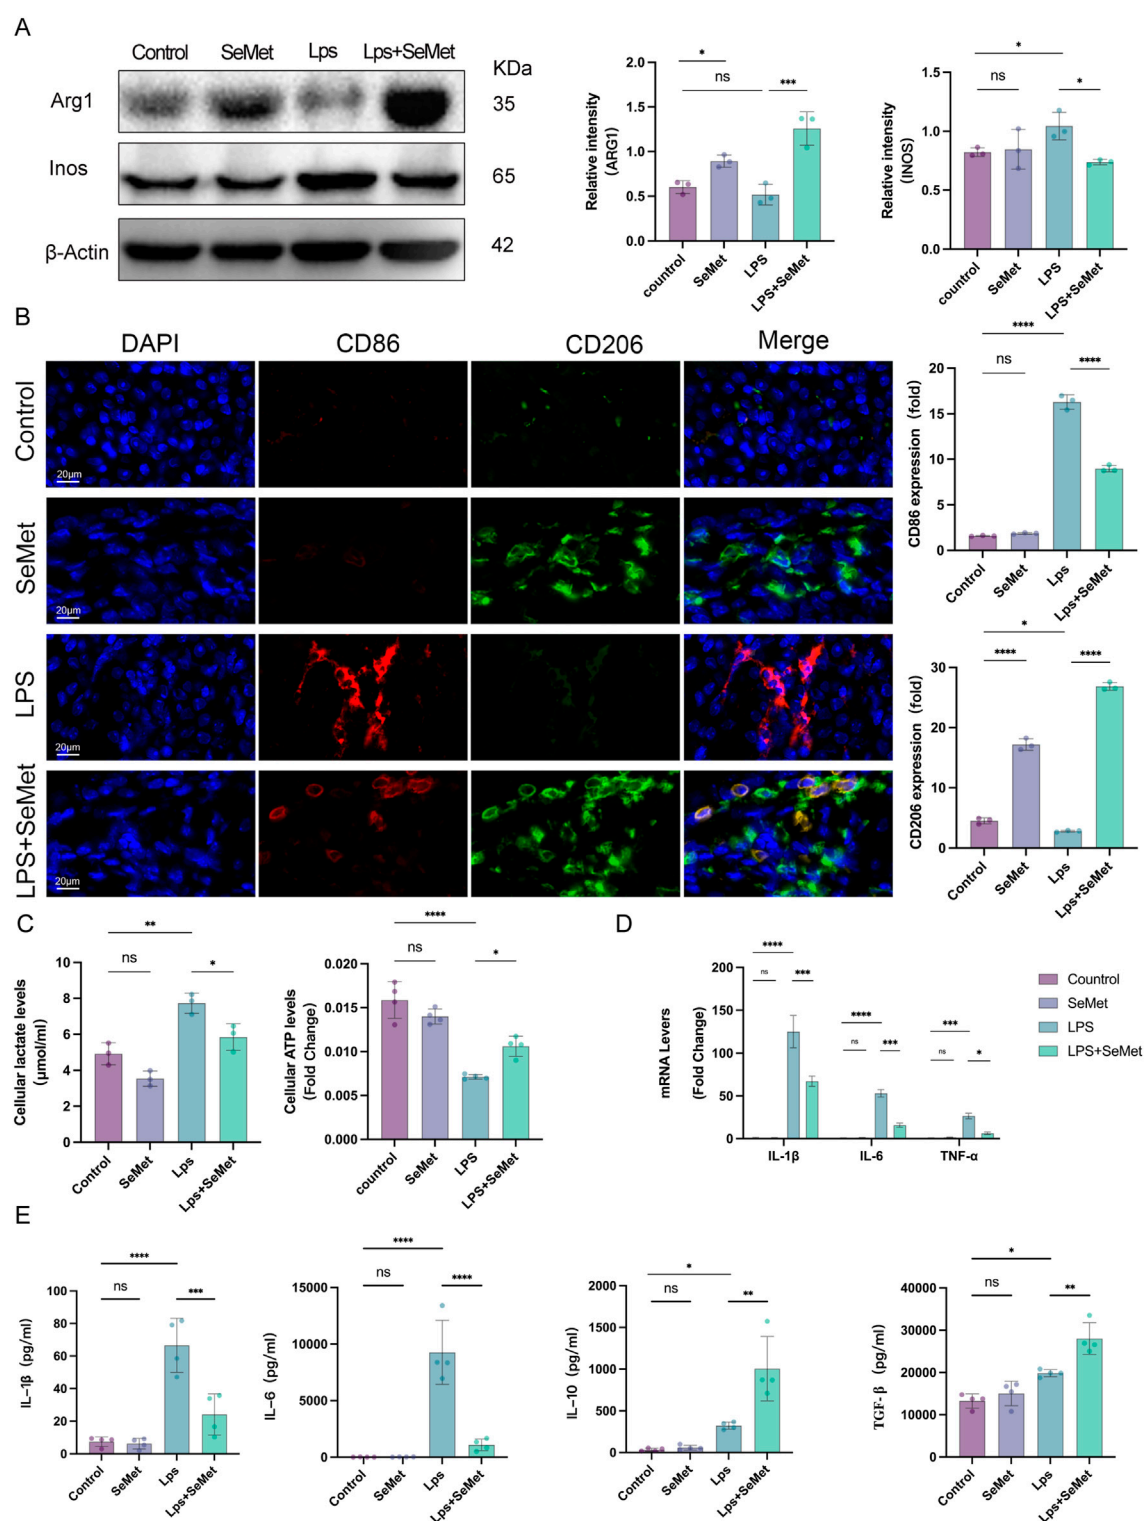 A
Control SeMet Lps Lps+SeMet
KDa
Arg1 35
Inos 65
β-Actin 42
Relative intensity
(ARG1)
2.0
1.5
1.0
0.5
0.0
* ns ***
countrol SeMet LPS LPS+SeMet
Relative intensity
(INOS)
1.5
1.0
0.5
0.0
* ns *
countrol SeMet LPS LPS+SeMet
B
DAPI CD86 CD206 Merge
Control
20μm
SeMet
20μm
LPS
20μm
LPS+SeMet
20μm
CD86 expression (fold)
20
15
10
5
0
**** ns ****
Control SeMet Lps Lps+SeMet
CD206 expression (fold)
30
20
10
0
* **** ****
Control SeMet Lps Lps+SeMet
C
Cellular lactate levels
(μmol/ml)
10
8
6
4
2
0
** ns *
Control SeMet Lps Lps+SeMet
Cellular ATP levels
(Fold Change)
0.020
0.015
0.010
0.005
0.000
**** ns *
countrol SeMet LPS LPS+SeMet
D
mRNA Levers
(Fold Change)
200
150
100
50
0
**** ns ***
**** ns ***
*** ns *
IL-1β IL-6 TNF-α
Countrol
SeMet
LPS
LPS+SeMet
E
IL-1β (pg/ml)
100
80
60
40
20
0
**** ns ***
Control SeMet Lps Lps+SeMet
IL-6 (pg/ml)
15000
10000
5000
0
**** ns ****
Control SeMet Lps Lps+SeMet
IL-10 (pg/ml)
2000
1500
1000
500
0
* ns **
Control SeMet Lps Lps+SeMet
TGF-β (pg/ml)
40000
30000
20000
10000
0
* ns **
Control SeMet Lps Lps+SeMet